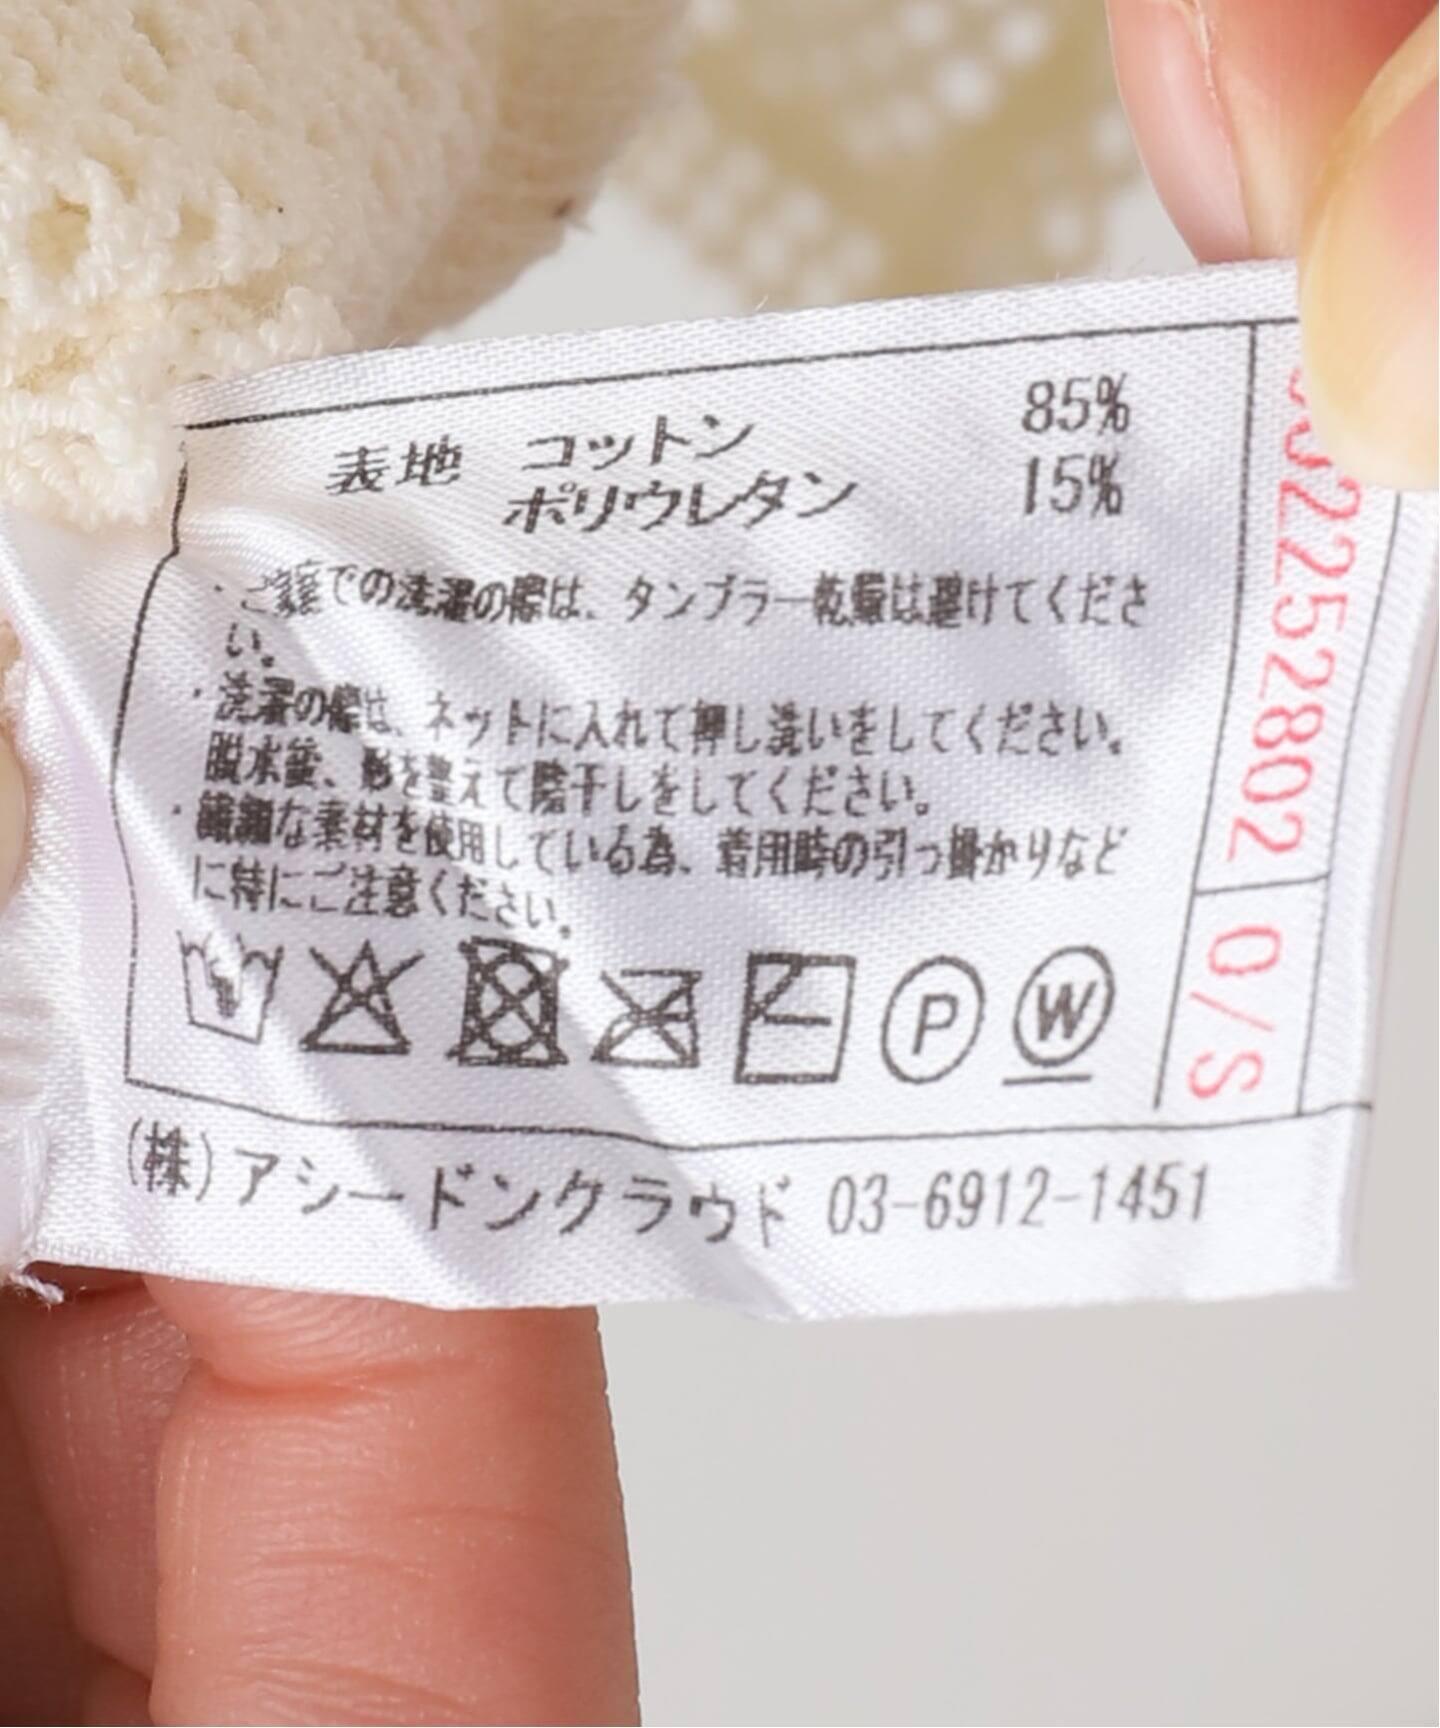 表地 コットン 85%
ポリウレタン 15%
・ご家庭での洗濯の際は、タンブラー乾燥は避けてくださ
い。
・洗濯の際は、ネットに入れて押し洗いをしてください。
脱水後、形を整えて陰干しをしてください。
・繊細な素材を使用している為、着用時の引っ掛かりなど
に特にご注意ください。
P W
(株)アシードンクラウド 03-6912-1451
2252802
O/S